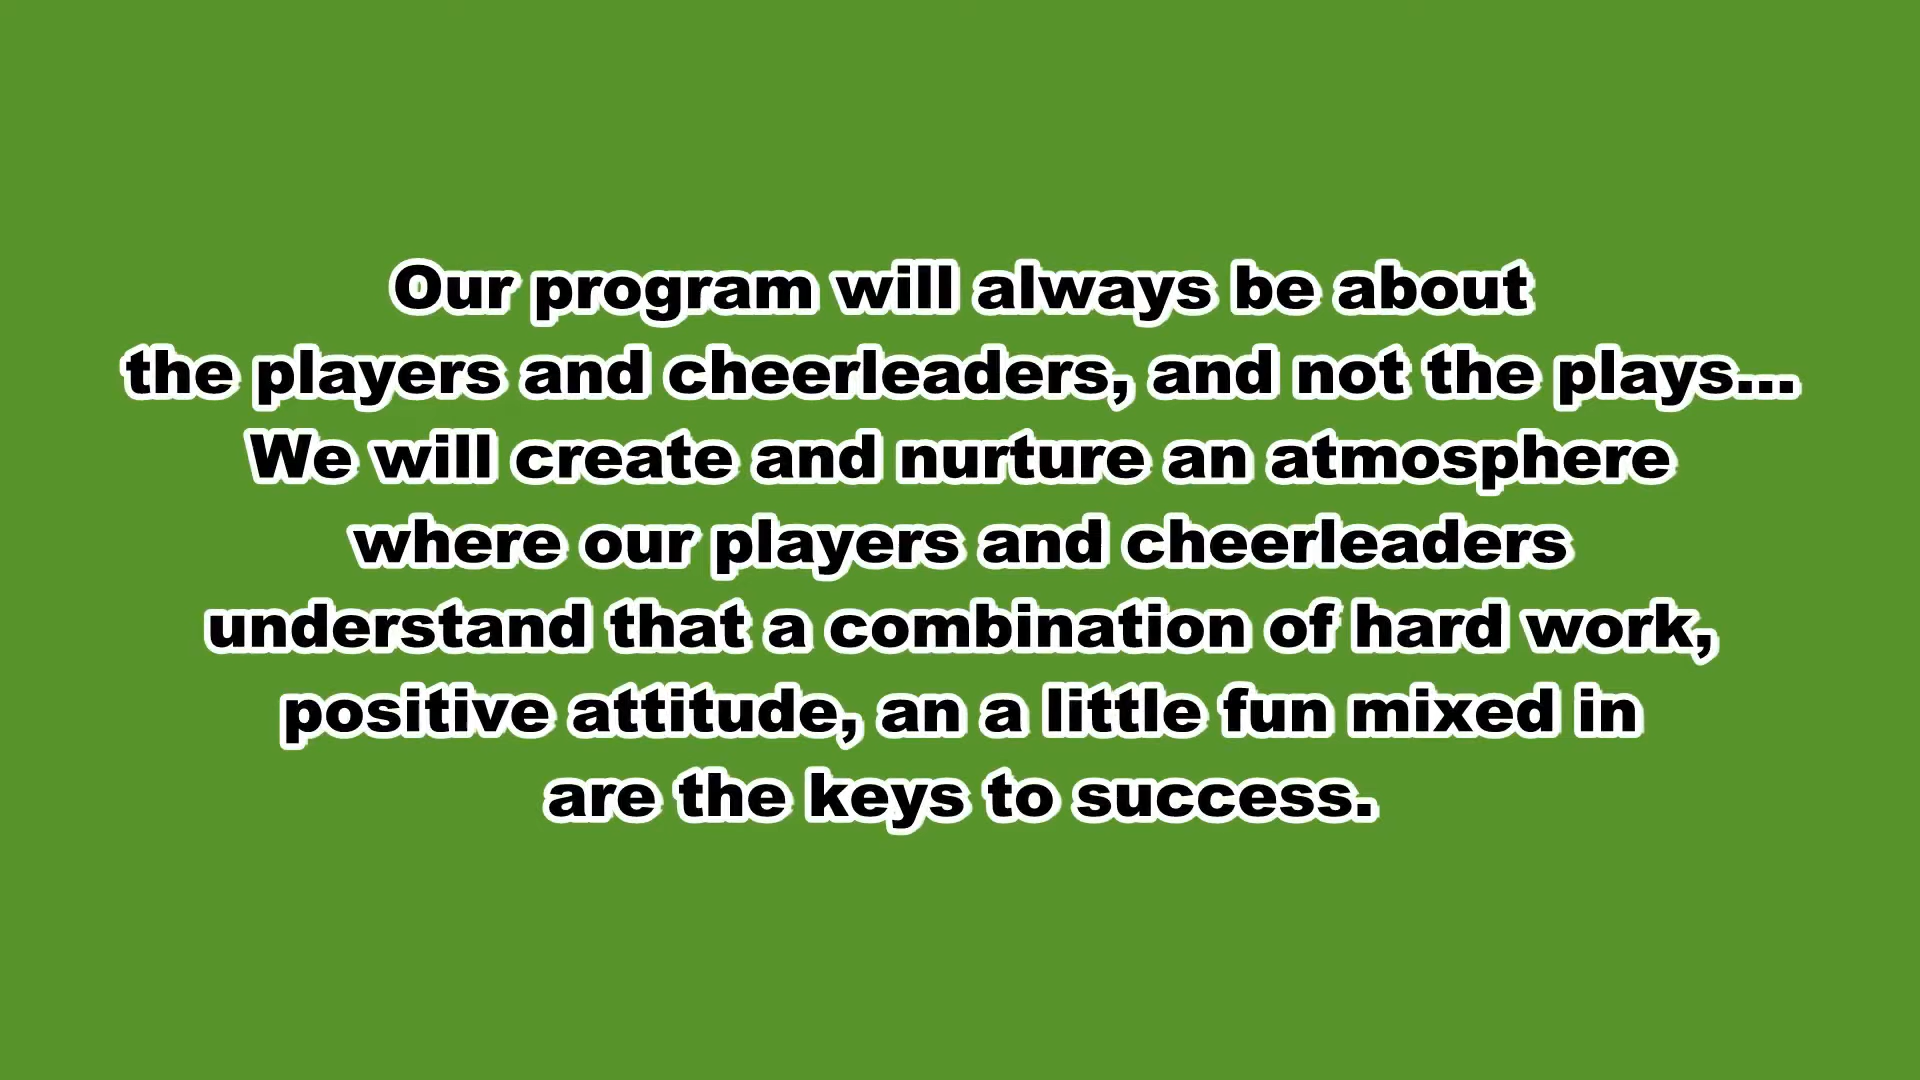 Our program will always be about
the players and cheerleaders, and not the plays...
We will create and nurture an atmosphere
where our players and cheerleaders
understand that a combination of hard work,
positive attitude, an a little fun mixed in
are the keys to success.